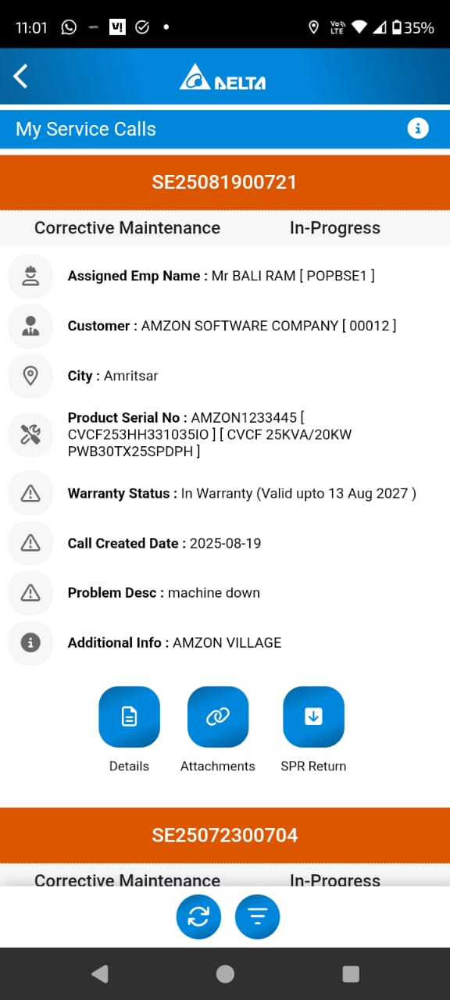 11:01
Vo))
LTE
35%
DELTA
My Service Calls
SE25081900721
Corrective Maintenance In-Progress
Assigned Emp Name : Mr BALI RAM [ POPBSE1 ]
Customer : AMZON SOFTWARE COMPANY [ 00012 ]
City : Amritsar
Product Serial No : AMZON1233445 [
CVCF253HH331035IO ] [ CVCF 25KVA/20KW
PWB30TX25SPDPH ]
Warranty Status : In Warranty (Valid upto 13 Aug 2027 )
Call Created Date : 2025-08-19
Problem Desc : machine down
Additional Info : AMZON VILLAGE
Details Attachments SPR Return
SE25072300704
Corrective Maintenance In-Progress